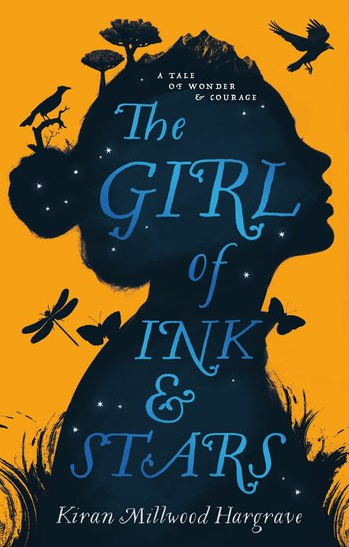 A TALE
OF WONDER
& COURAGE
The
GIRL
of
INK
&
STARS
Kiran Millwood Hargrave